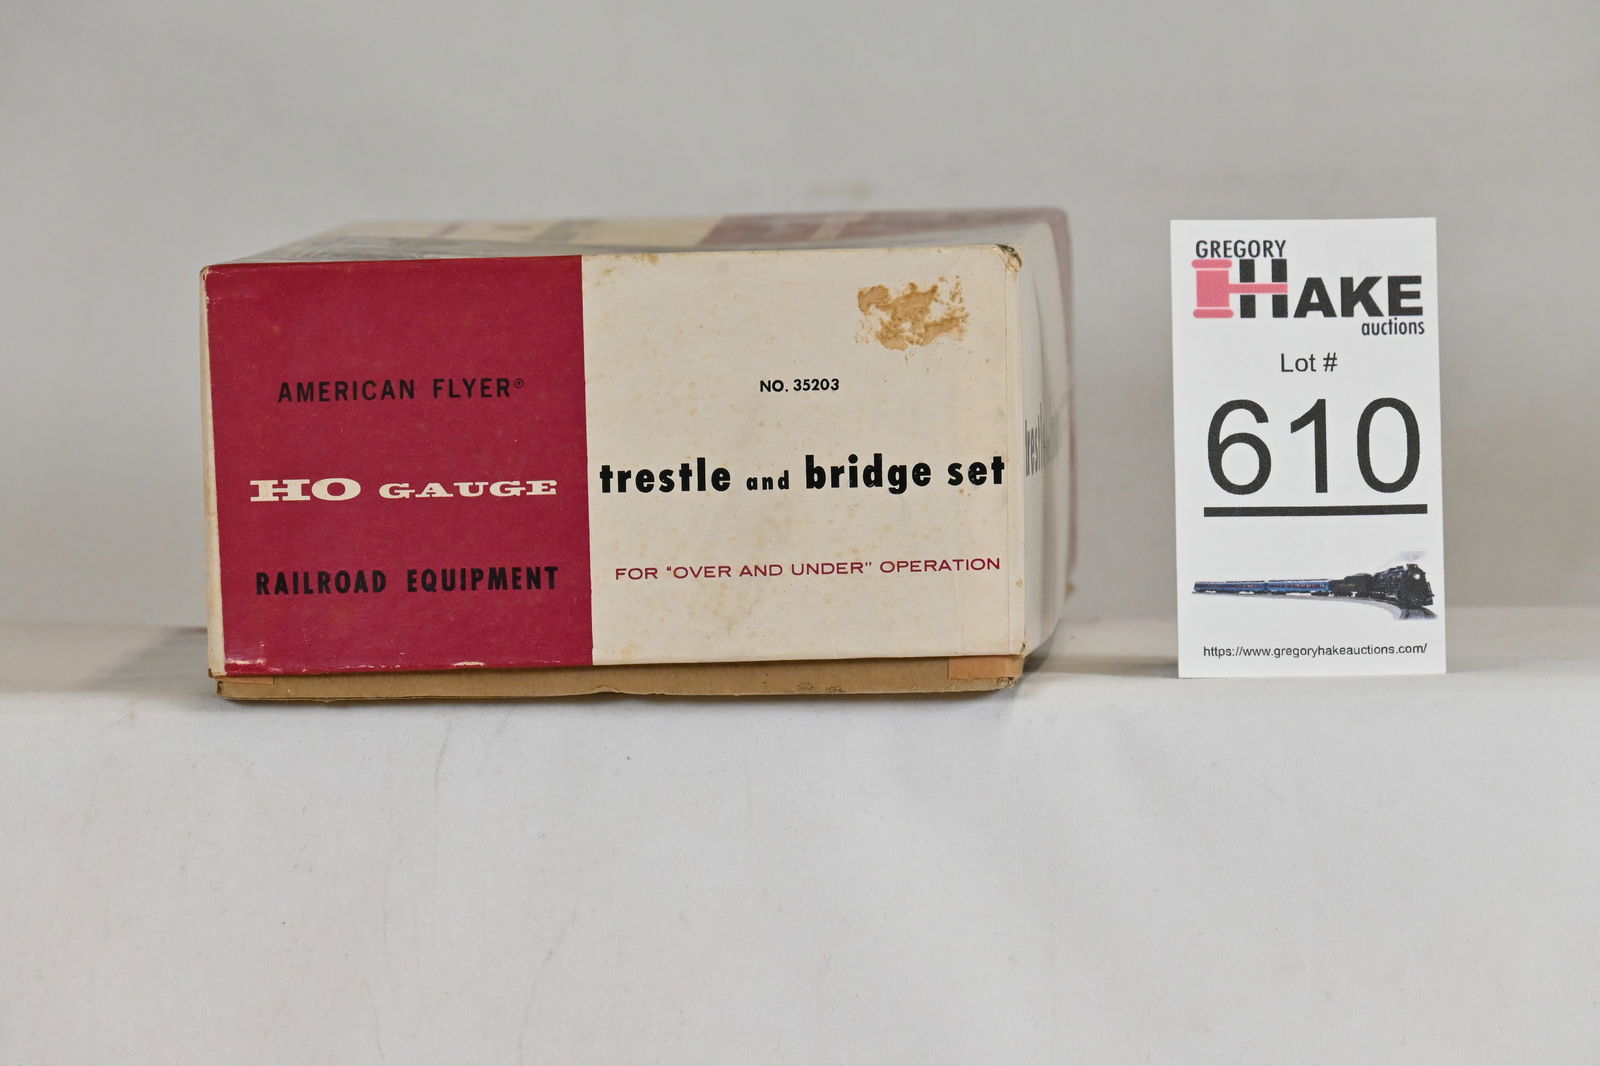 AMERICAN FLYER®
HO GAUGE
RAILROAD EQUIPMENT
NO. 35203
trestle and bridge set
FOR "OVER AND UNDER" OPERATION
GREGORY
HAKE
auctions
Lot #
610
https://www.gregoryhakeauctions.com/